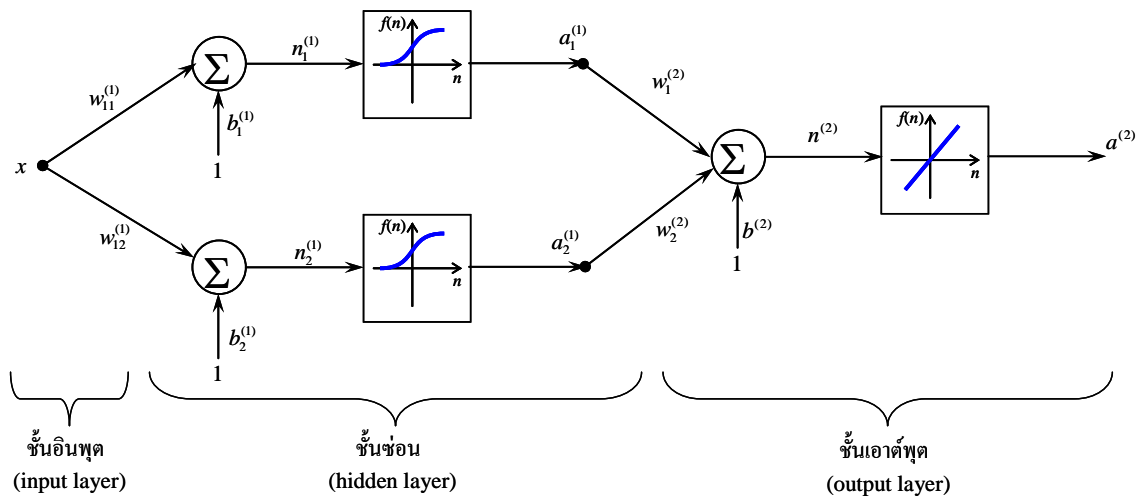 f(n)
n
a₁⁽¹⁾
n₁⁽¹⁾
Σ
w₁₁⁽¹⁾
b₁⁽¹⁾
1
x
w₁₂⁽¹⁾
Σ
n₂⁽¹⁾
b₂⁽¹⁾
1
f(n)
n
a₂⁽¹⁾
w₁⁽²⁾
w₂⁽²⁾
Σ
b⁽²⁾
1
n⁽²⁾
f(n)
n
a⁽²⁾
ชั้นอินพุต
(input layer)
ชั้นซ่อน
(hidden layer)
ชั้นเอาต์พุต
(output layer)